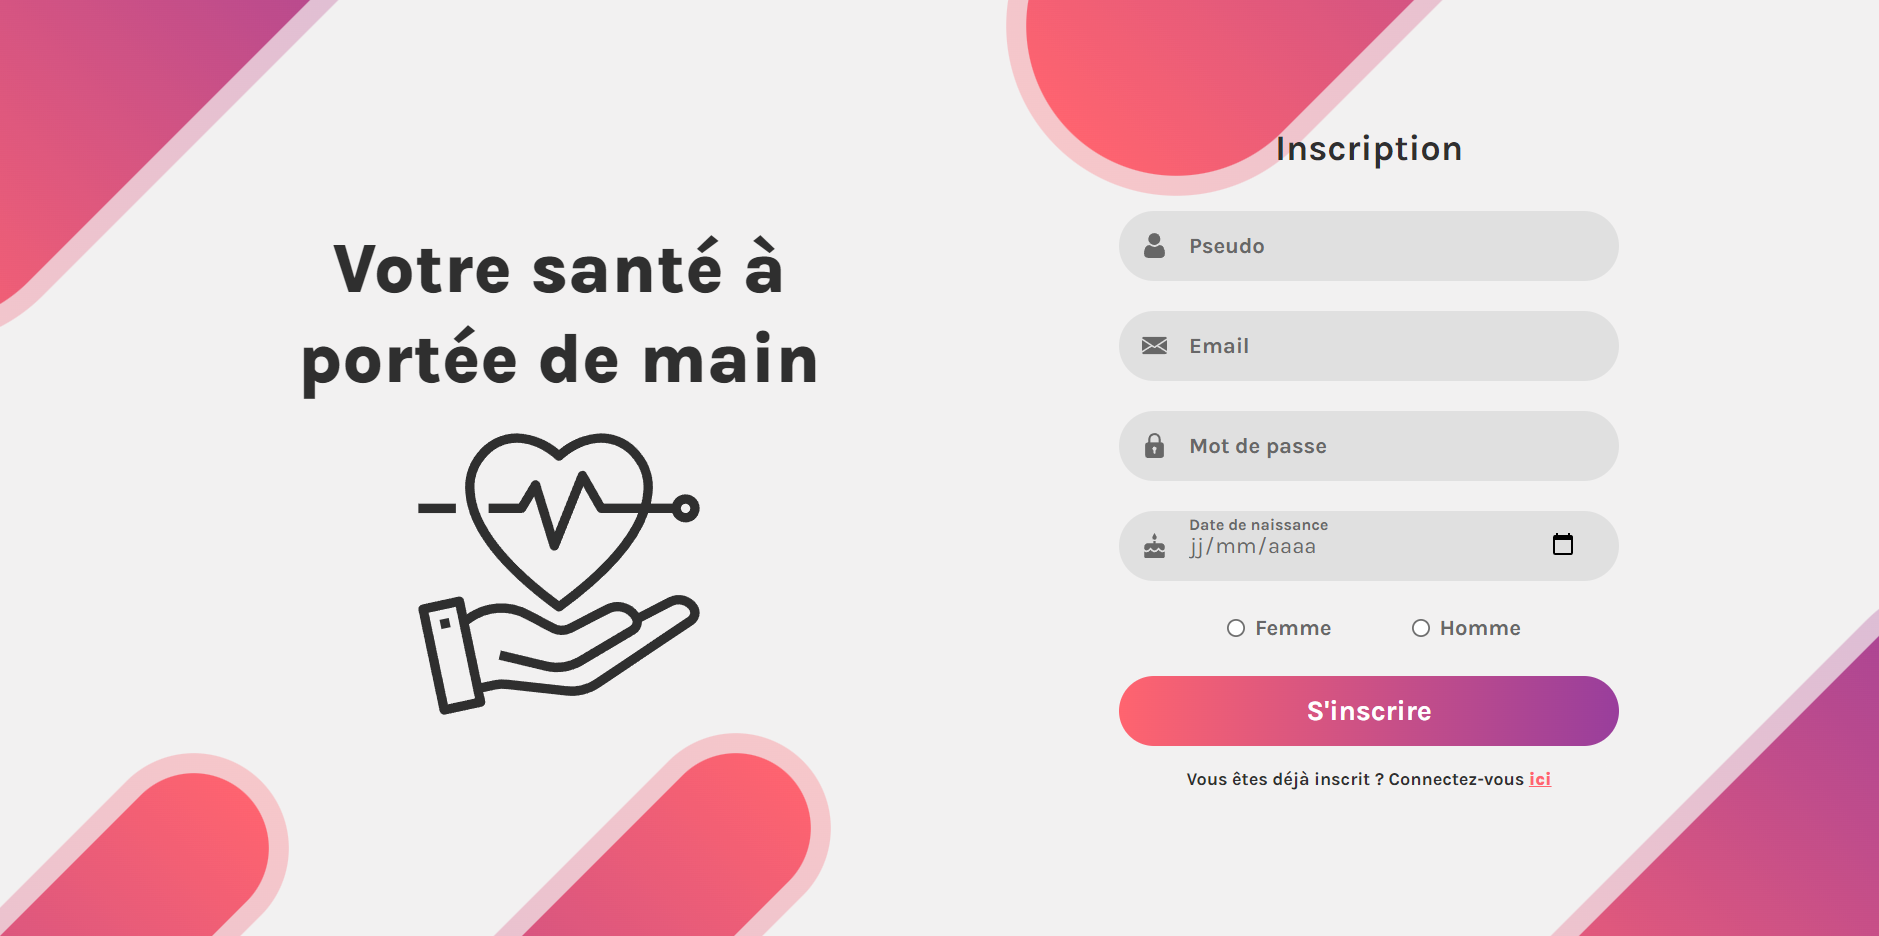 Votre santé à
portée de main
Inscription
Pseudo
Email
Mot de passe
Date de naissance
jj/mm/aaaa
Femme Homme
S'inscrire
Vous êtes déjà inscrit ? Connectez-vous ici